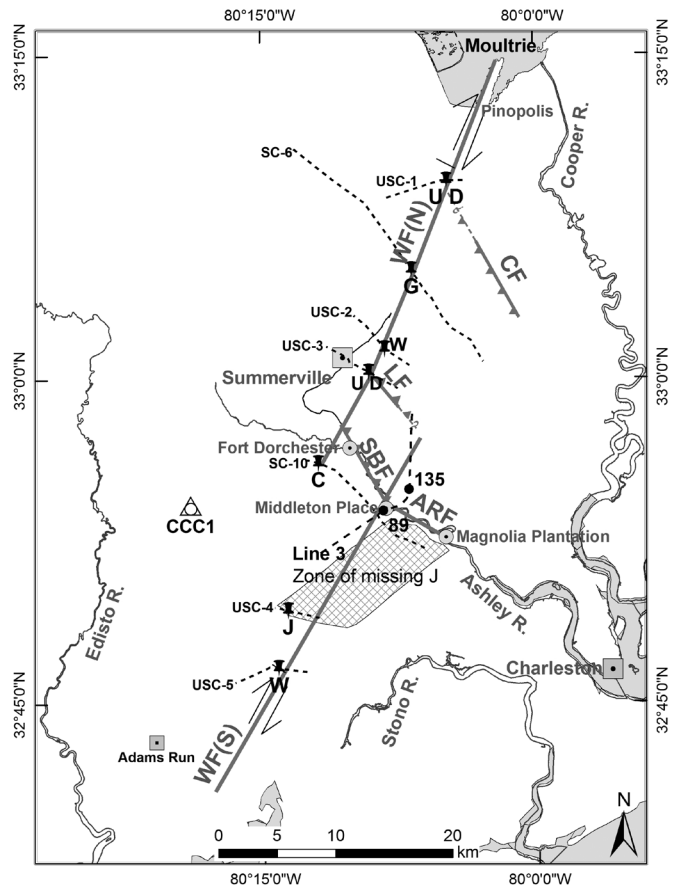 80°15'0"W
80°00'0"W
33°15'0"N
33°15'0"N
Moultrie
Pinopolis
Cooper R.
SC-6
USC-1
U D
WF(N)
CF
G
USC-2
W
USC-3
Summerville
U D
LF
?
33°0'0"N
33°0'0"N
Fort Dorchester
SBF
SC-10
C
135
Middleton Place
ARF
89
CCC1
Magnolia Plantation
Line 3
Zone of missing J
Ashley R.
Edisto R.
USC-4
J
Charleston
USC-5
W
Stono R.
32°45'0"N
32°45'0"N
Adams Run
WF(S)
N
0 5 10 20
km
80°15'0"W
80°00'0"W